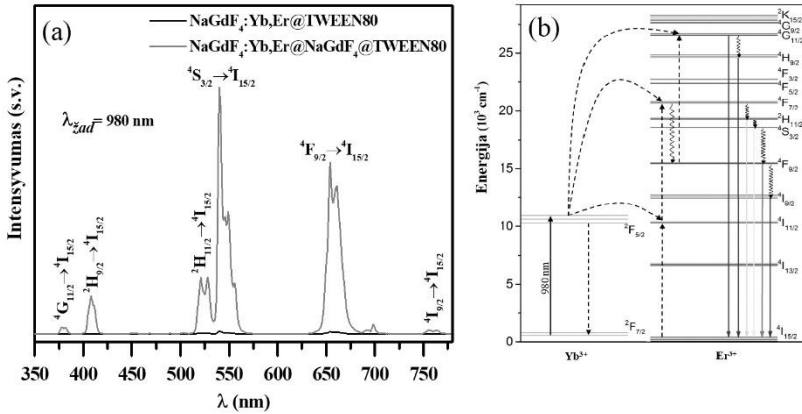 (a)
NaGdF₄:Yb,Er@TWEEN80
NaGdF₄:Yb,Er@NaGdF₄@TWEEN80
⁴S₃/₂→⁴I₁₅/₂
λžad= 980 nm
⁴F₉/₂→⁴I₁₅/₂
⁴G₁₁/₂→⁴I₁₅/₂
²H₉/₂→⁴I₁₅/₂
²H₁₁/₂→⁴I₁₅/₂
⁴I₉/₂→⁴I₁₅/₂
Intensyvumas (s.v.)
350 400 450 500 550 600 650 700 750
λ (nm)
(b)
Energija (10³ cm⁻¹)
25
20
15
10
5
0
²K₁₅/₂
⁴G₉/₂
⁴G₁₁/₂
²H₉/₂
⁴F₃/₂
⁴F₅/₂
⁴F₇/₂
²H₁₁/₂
⁴S₃/₂
⁴F₉/₂
⁴I₉/₂
⁴I₁₁/₂
⁴I₁₃/₂
⁴I₁₅/₂
²F₅/₂
980 nm
²F₇/₂
Yb³⁺
Er³⁺